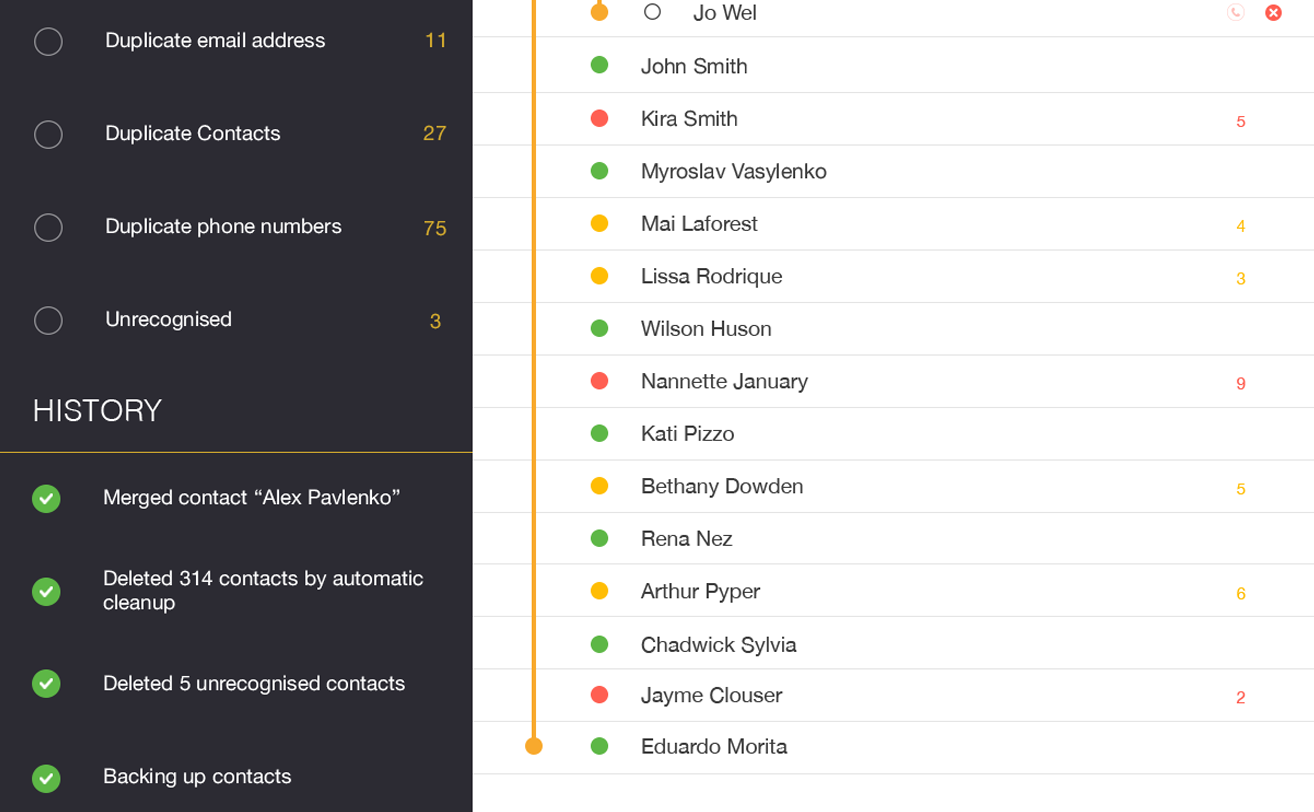 Duplicate email address 11
Duplicate Contacts 27
Duplicate phone numbers 75
Unrecognised 3
HISTORY
Merged contact “Alex Pavlenko”
Deleted 314 contacts by automatic
cleanup
Deleted 5 unrecognised contacts
Backing up contacts
Jo Wel
John Smith
Kira Smith 5
Myroslav Vasylenko
Mai Laforest 4
Lissa Rodrique 3
Wilson Huson
Nannette January 9
Kati Pizzo
Bethany Dowden 5
Rena Nez
Arthur Pyper 6
Chadwick Sylvia
Jayme Clouser 2
Eduardo Morita